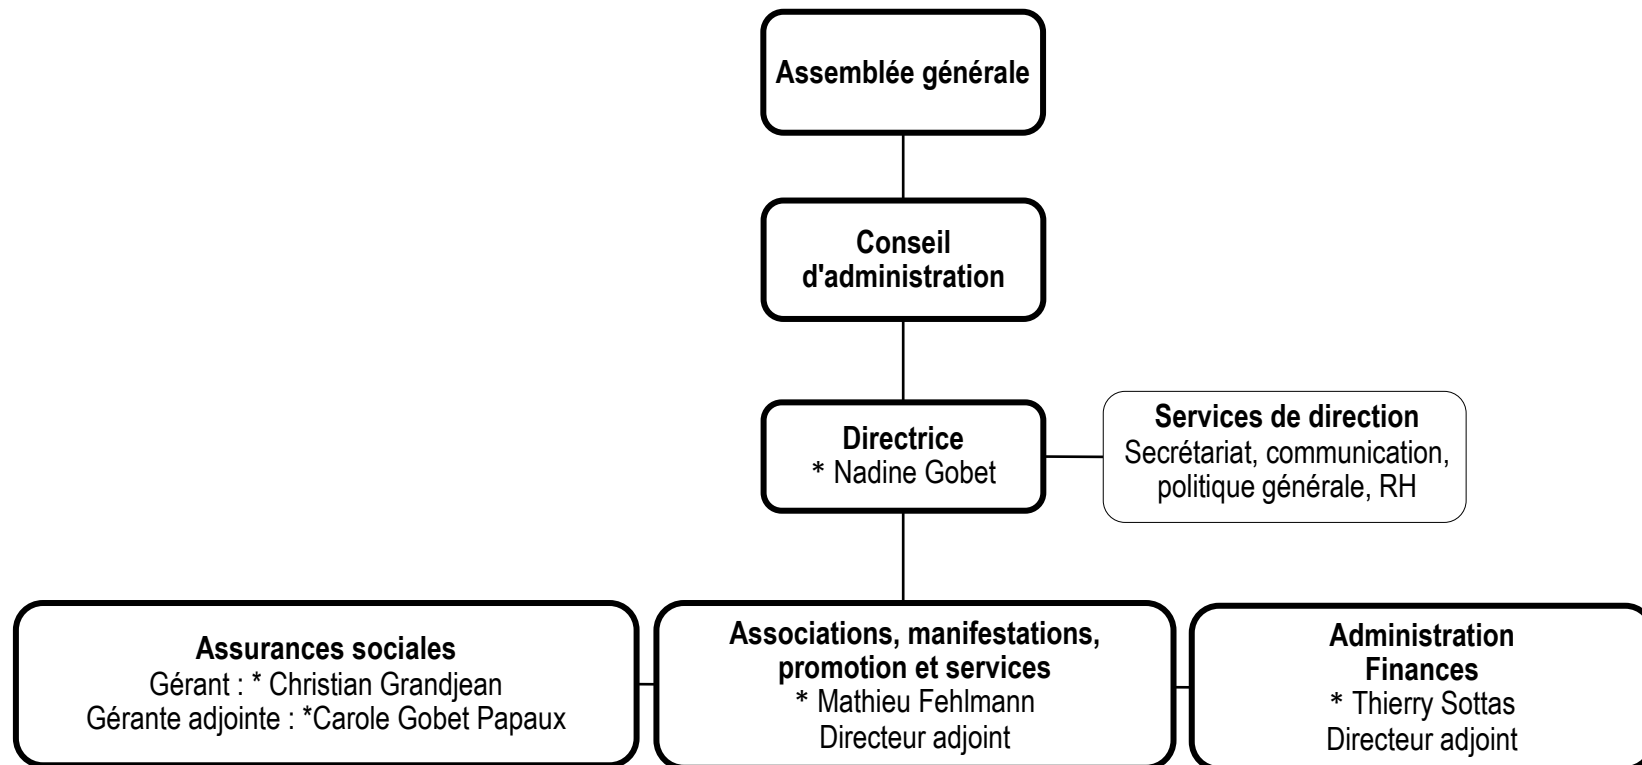 Assemblée générale
Conseil
d'administration
Directrice
* Nadine Gobet
Services de direction
Secrétariat, communication,
politique générale, RH
Assurances sociales
Gérant : * Christian Grandjean
Gérante adjointe : *Carole Gobet Papaux
Associations, manifestations,
promotion et services
* Mathieu Fehlmann
Directeur adjoint
Administration
Finances
* Thierry Sottas
Directeur adjoint